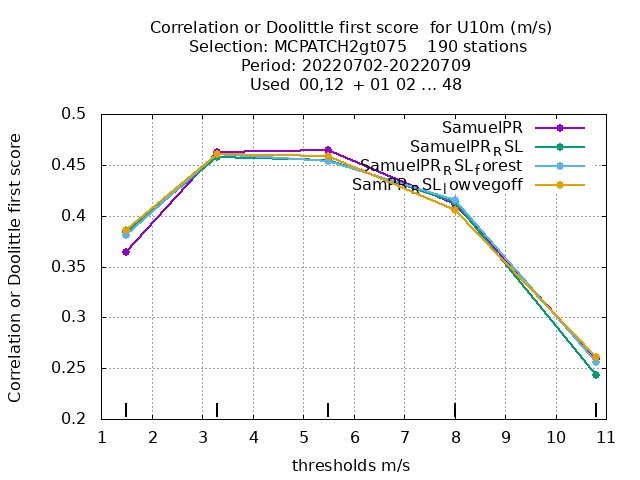 Correlation or Doolittle first score  for U10m (m/s)
Selection: MCPATCH2gt075    190 stations
Period: 20220702-20220709
Used  00,12  + 01 02 ... 48
Correlation or Doolittle first score
0.5
0.45
0.4
0.35
0.3
0.25
0.2
SamuelPR
SamuelPR_RSL
SamuelPR_RSL_forest
SamPR_RSL_lowvegoff
1 2 3 4 5 6 7 8 9 10 11
thresholds m/s